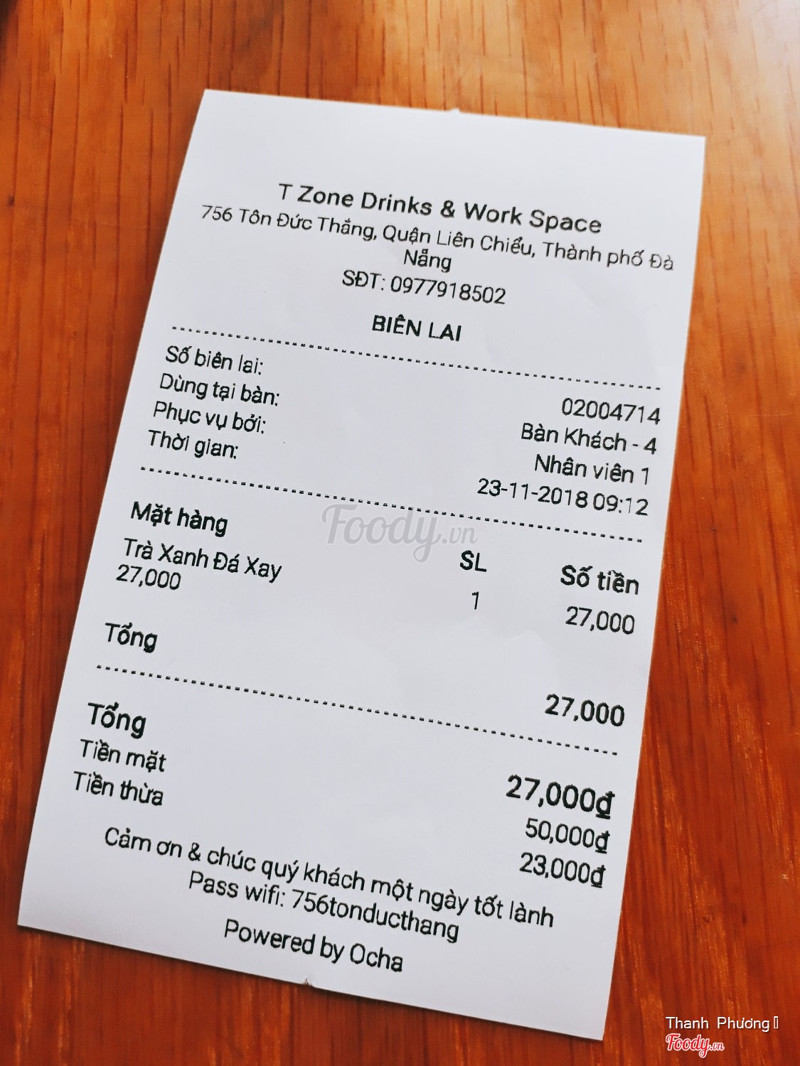 T Zone Drinks & Work Space
756 Tôn Đức Thắng, Quận Liên Chiểu, Thành phố Đà
Nẵng
SĐT: 0977918502
BIÊN LAI
Số biên lai: 02004714
Dùng tại bàn: Bàn Khách - 4
Phục vụ bởi: Nhân viên 1
Thời gian: 23-11-2018 09:12
Mặt hàng SL Số tiền
Trà Xanh Đá Xay 1 27,000
27,000
Tổng 27,000
Tổng 27,000₫
Tiền mặt 50,000₫
Tiền thừa 23,000₫
Cảm ơn & chúc quý khách một ngày tốt lành
Pass wifi: 756tonducthang
Powered by Ocha
Foody.vn
Thanh Phương
Foody.vn